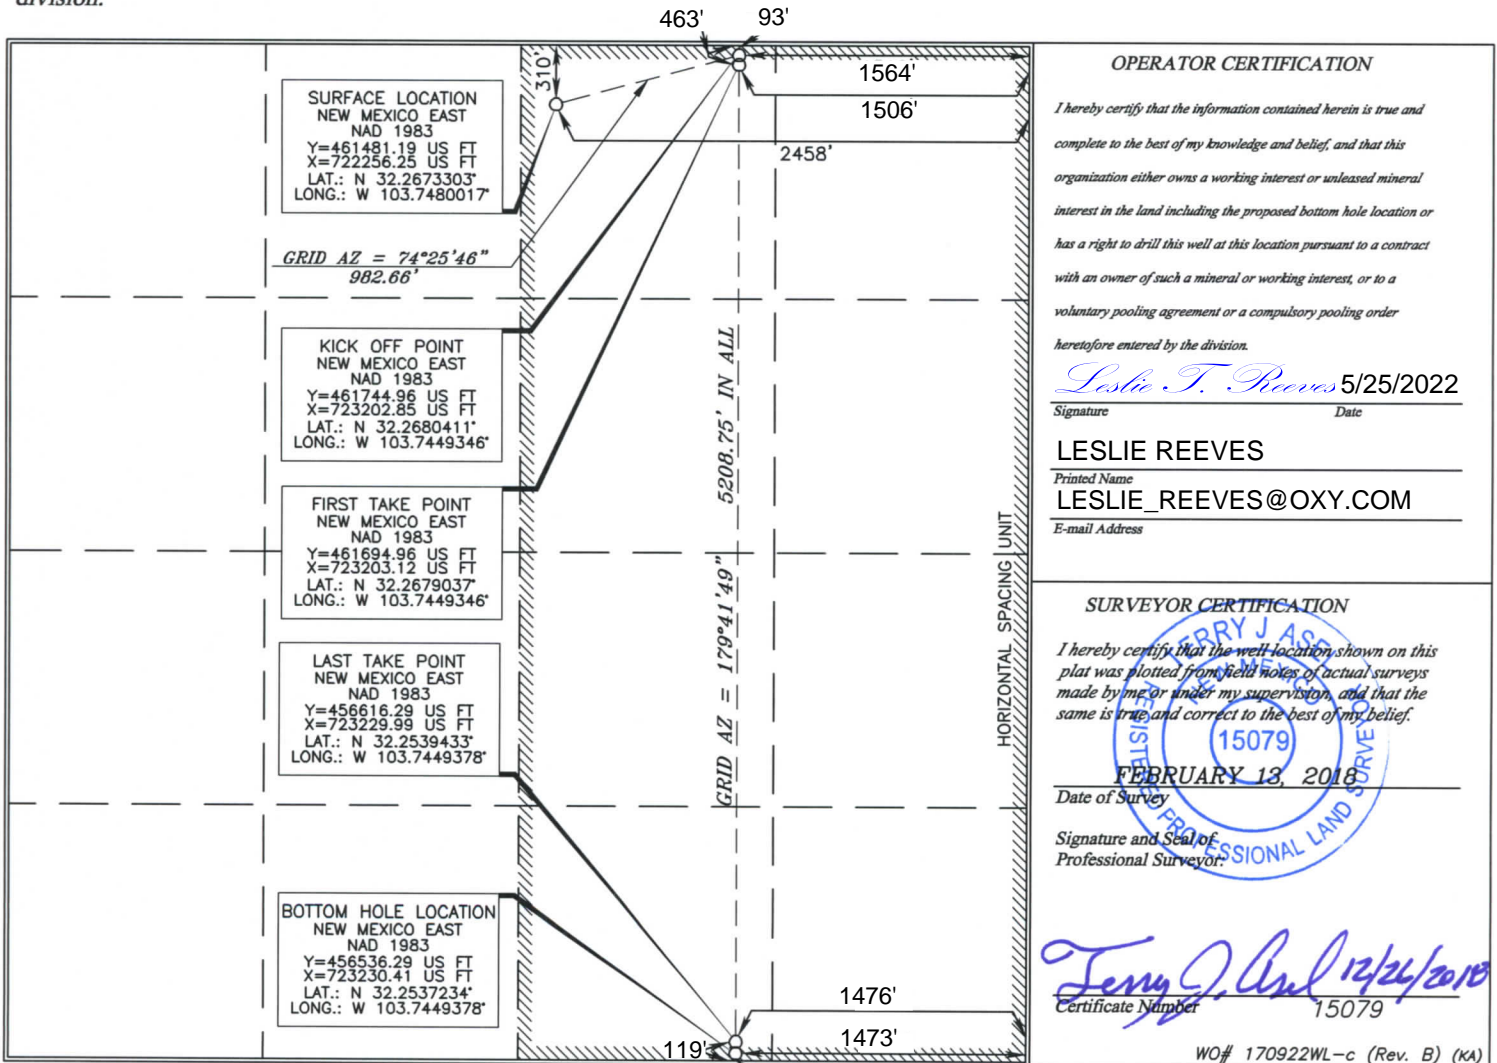 division.
463'
93'
310'
1564'
1506'
2458'
SURFACE LOCATION
NEW MEXICO EAST
NAD 1983
Y=461481.19 US FT
X=722256.25 US FT
LAT.: N 32.2673303°
LONG.: W 103.7480017°
GRID AZ = 74°25'46"
982.66'
KICK OFF POINT
NEW MEXICO EAST
NAD 1983
Y=461744.96 US FT
X=723202.85 US FT
LAT.: N 32.2680411°
LONG.: W 103.7449346°
FIRST TAKE POINT
NEW MEXICO EAST
NAD 1983
Y=461694.96 US FT
X=723203.12 US FT
LAT.: N 32.2679037°
LONG.: W 103.7449346°
LAST TAKE POINT
NEW MEXICO EAST
NAD 1983
Y=456616.29 US FT
X=723229.99 US FT
LAT.: N 32.2539433°
LONG.: W 103.7449378°
BOTTOM HOLE LOCATION
NEW MEXICO EAST
NAD 1983
Y=456536.29 US FT
X=723230.41 US FT
LAT.: N 32.2537234°
LONG.: W 103.7449378°
GRID AZ = 179°41'49" 5208.75' IN ALL
HORIZONTAL SPACING UNIT
1476'
1473'
119'
OPERATOR CERTIFICATION
I hereby certify that the information contained herein is true and
complete to the best of my knowledge and belief, and that this
organization either owns a working interest or unleased mineral
interest in the land including the proposed bottom hole location or
has a right to drill this well at this location pursuant to a contract
with an owner of such a mineral or working interest, or to a
voluntary pooling agreement or a compulsory pooling order
heretofore entered by the division.
Leslie T. Reeves 5/25/2022
Signature Date
LESLIE REEVES
Printed Name
LESLIE_REEVES@OXY.COM
E-mail Address
SURVEYOR CERTIFICATION
I hereby certify that the well location shown on this
plat was plotted from field notes of actual surveys
made by me or under my supervision, and that the
same is true and correct to the best of my belief.
TERRY J ASEL
NEW MEXICO
15079
REGISTERED PROFESSIONAL LAND SURVEYOR
FEBRUARY 13, 2018
Date of Survey
Signature and Seal of
Professional Surveyor:
Terry J. Asel 12/26/2018
Certificate Number 15079
WO# 170922WL-c (Rev. B) (KA)